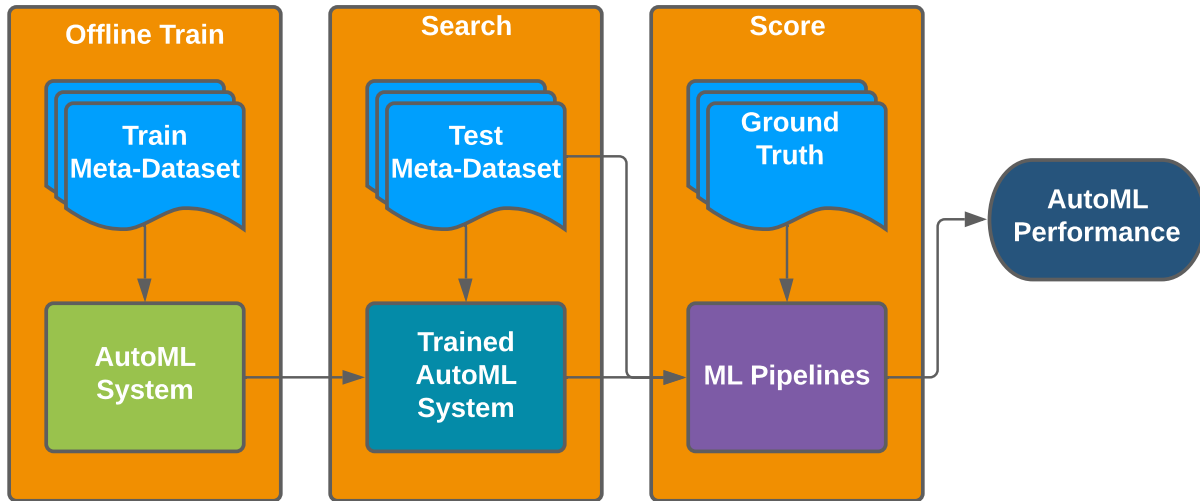 Offline Train
Train
Meta-Dataset
AutoML
System
Search
Test
Meta-Dataset
Trained
AutoML
System
Score
Ground
Truth
ML Pipelines
AutoML
Performance